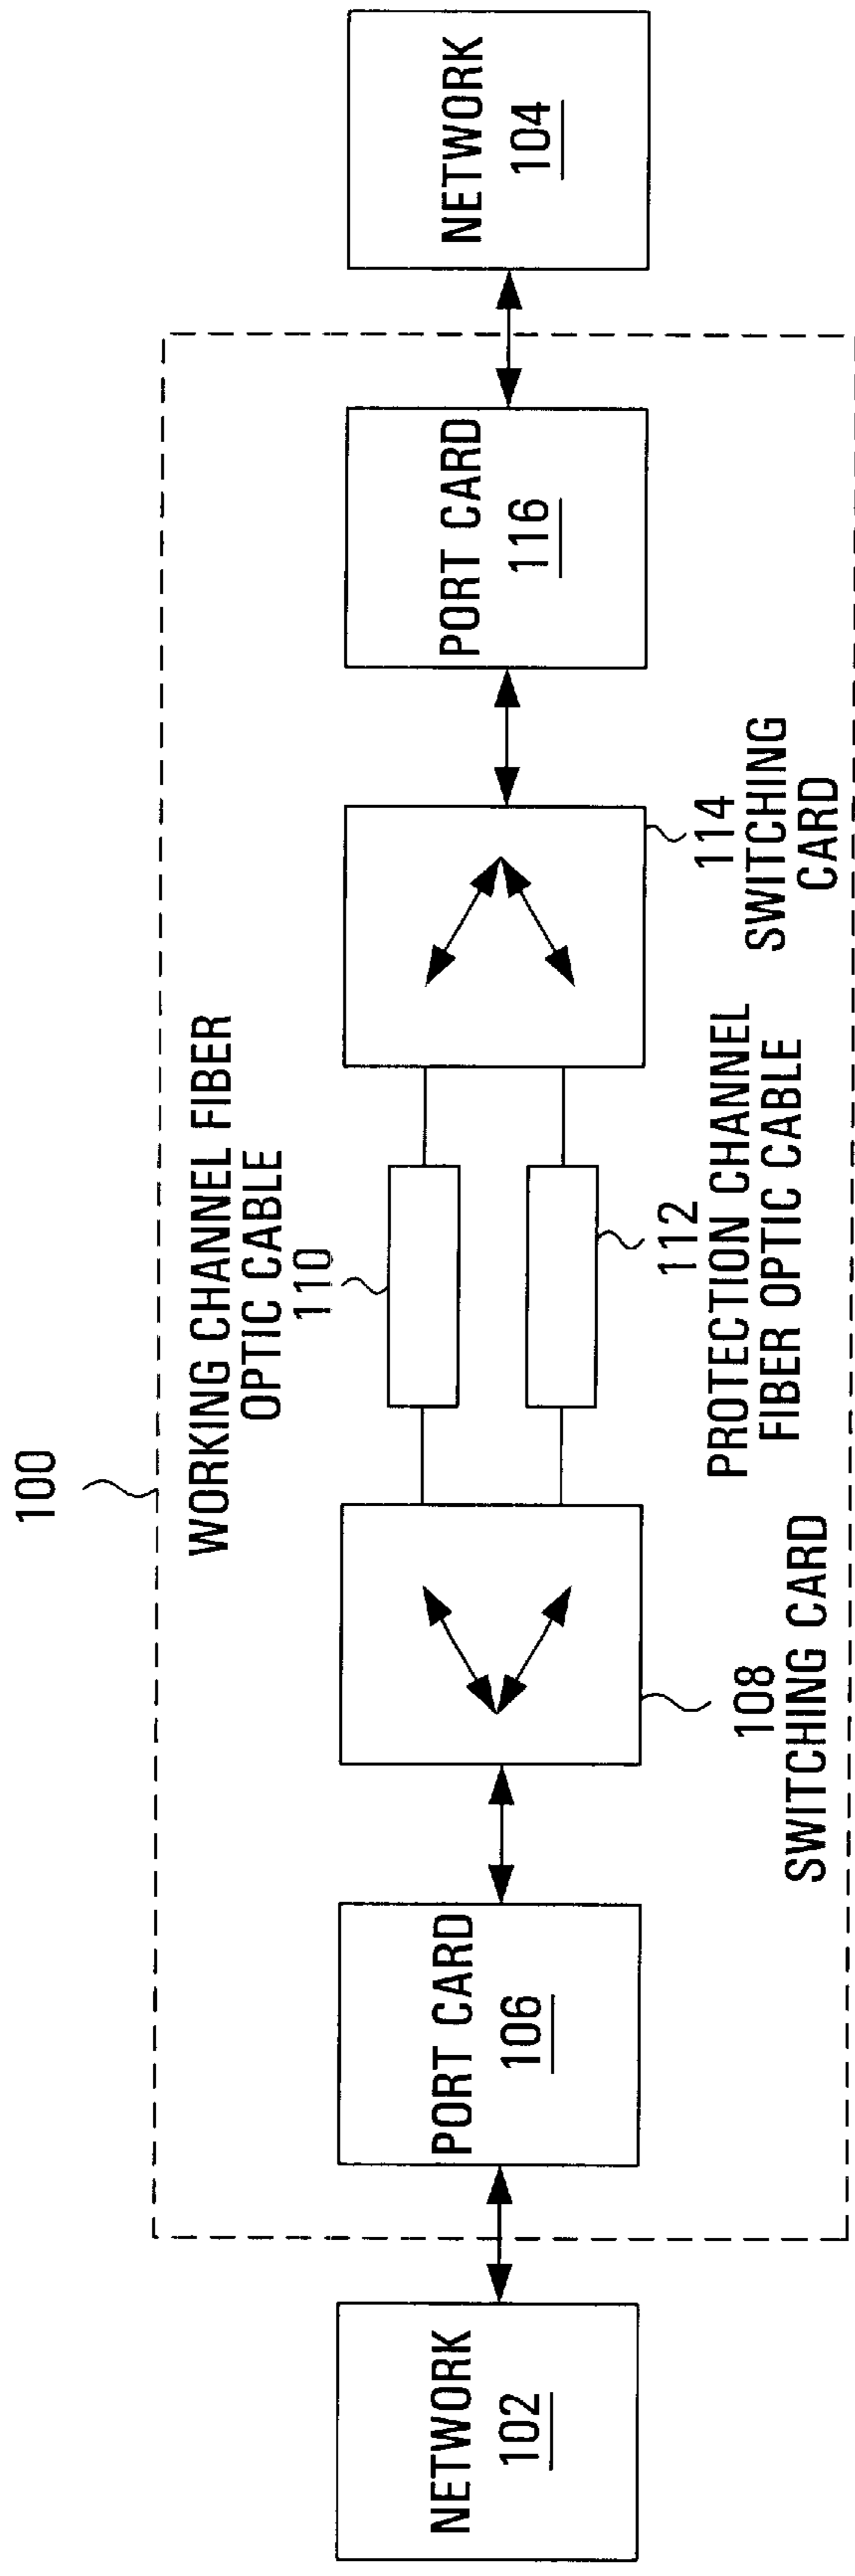 100
WORKING CHANNEL FIBER
OPTIC CABLE
110
NETWORK
102
PORT CARD
106
PORT CARD
116
NETWORK
104
108
SWITCHING CARD
112
PROTECTION CHANNEL
FIBER OPTIC CABLE
114
SWITCHING
CARD